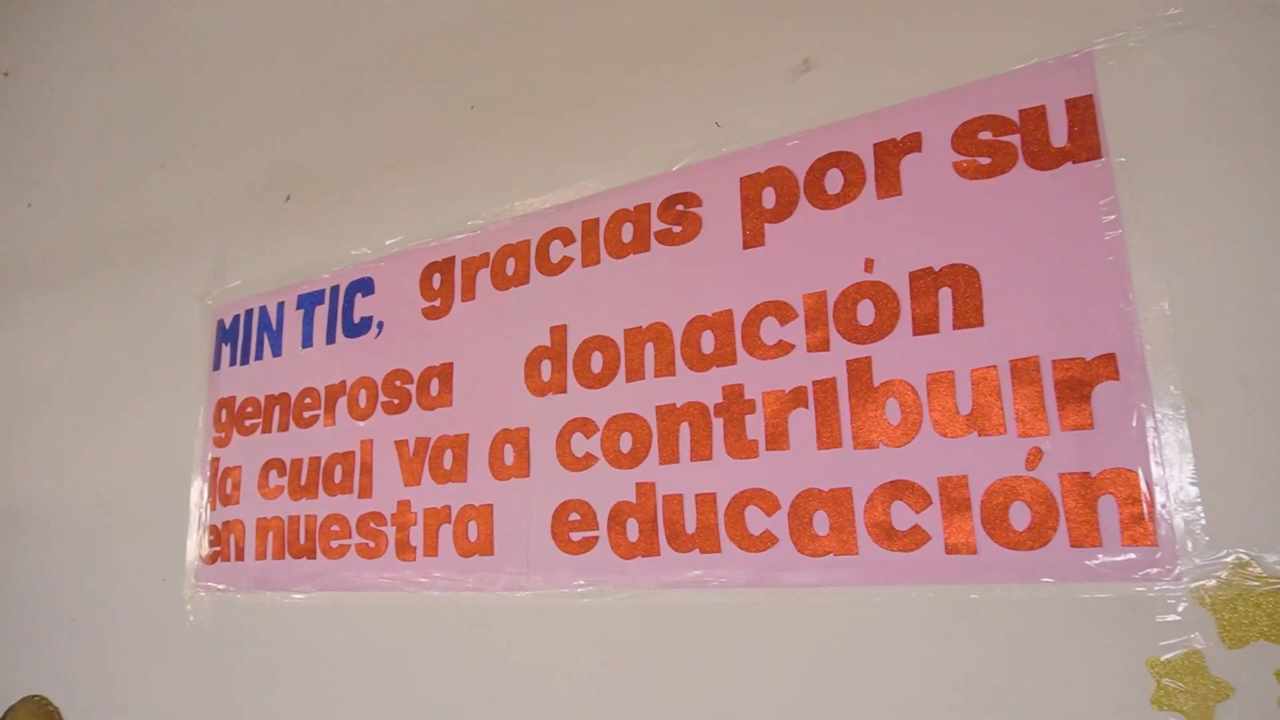 MIN TIC, gracias por su
generosa donación
la cual va a contribuir
en nuestra educación